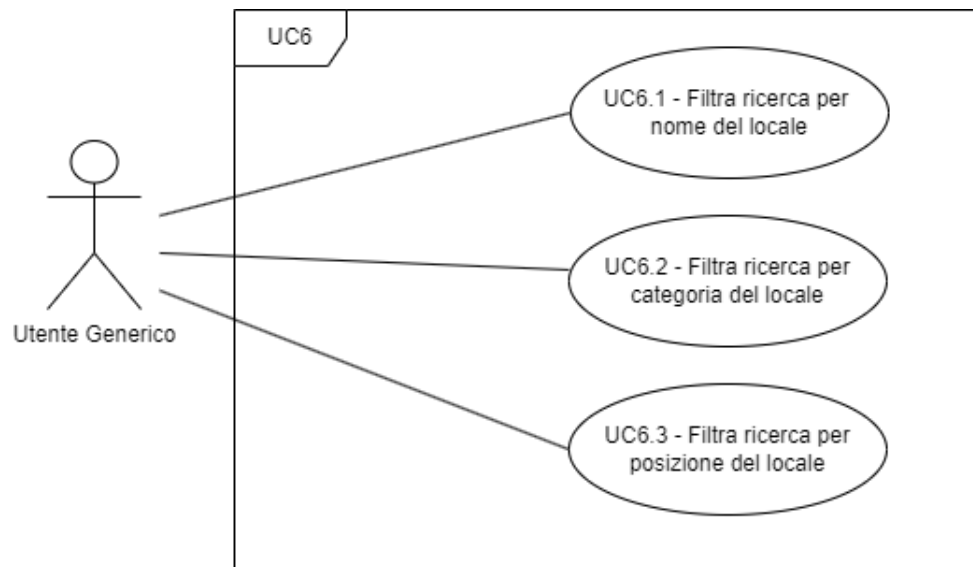 UC6
UC6.1 - Filtra ricerca per
nome del locale
UC6.2 - Filtra ricerca per
categoria del locale
Utente Generico
UC6.3 - Filtra ricerca per
posizione del locale